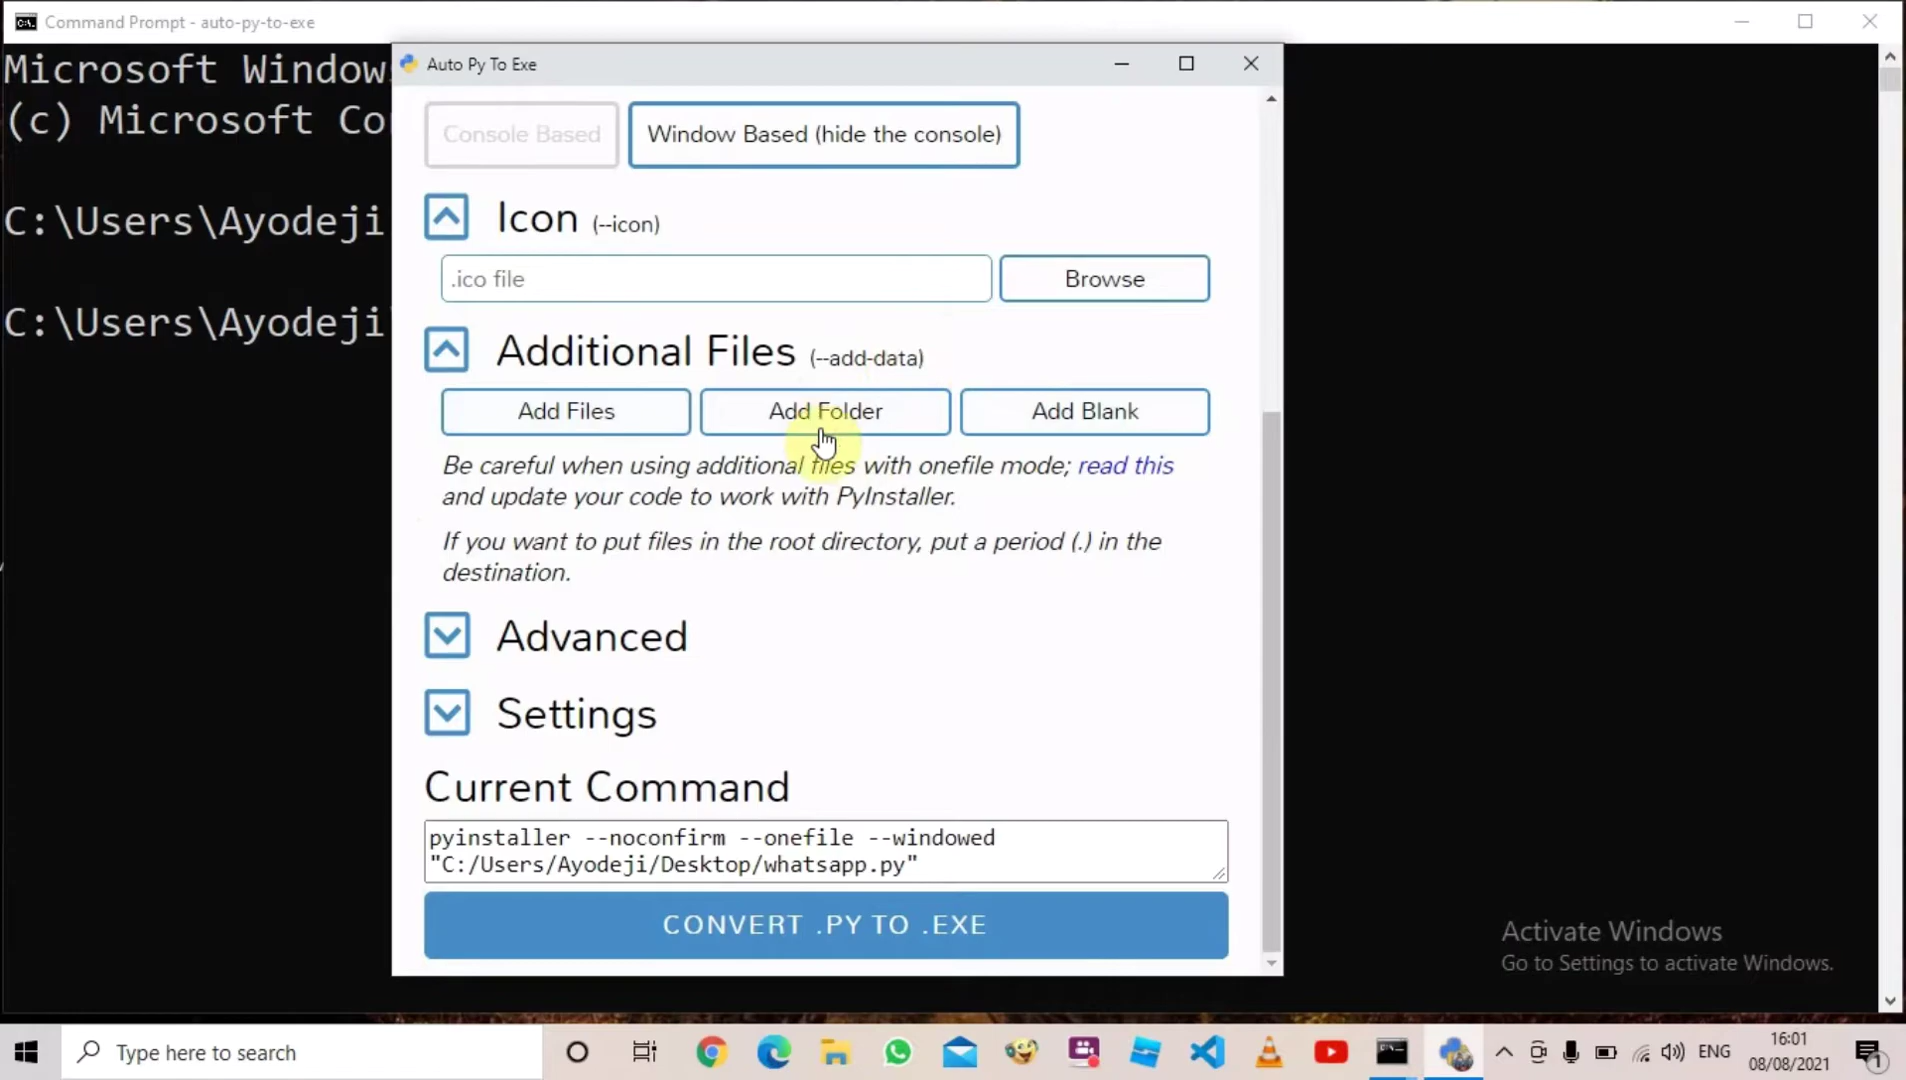 Command Prompt - auto-py-to-exe
Microsoft Window
(c) Microsoft Co
C:\Users\Ayodeji
C:\Users\Ayodeji
Auto Py To Exe
Console Based
Window Based (hide the console)
Icon (--icon)
.ico file
Browse
Additional Files (--add-data)
Add Files
Add Folder
Add Blank
Be careful when using additional files with onefile mode; read this
and update your code to work with PyInstaller.
If you want to put files in the root directory, put a period (.) in the
destination.
Advanced
Settings
Current Command
pyinstaller --noconfirm --onefile --windowed
"C:/Users/Ayodeji/Desktop/whatsapp.py"
CONVERT .PY TO .EXE
Activate Windows
Go to Settings to activate Windows.
Type here to search
ENG
16:01
08/08/2021
1